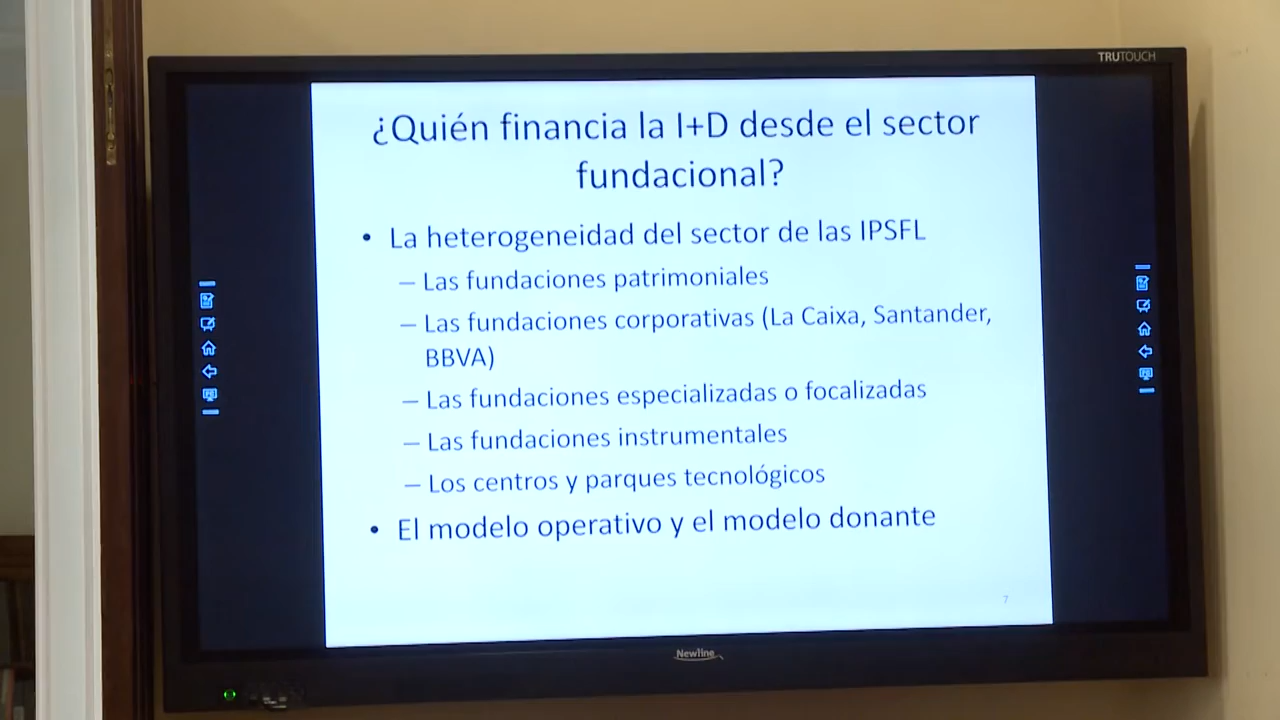 TRUTOUCH
¿Quién financia la I+D desde el sector
fundacional?
• La heterogeneidad del sector de las IPSFL
– Las fundaciones patrimoniales
– Las fundaciones corporativas (La Caixa, Santander,
BBVA)
– Las fundaciones especializadas o focalizadas
– Las fundaciones instrumentales
– Los centros y parques tecnológicos
• El modelo operativo y el modelo donante
7
Newline